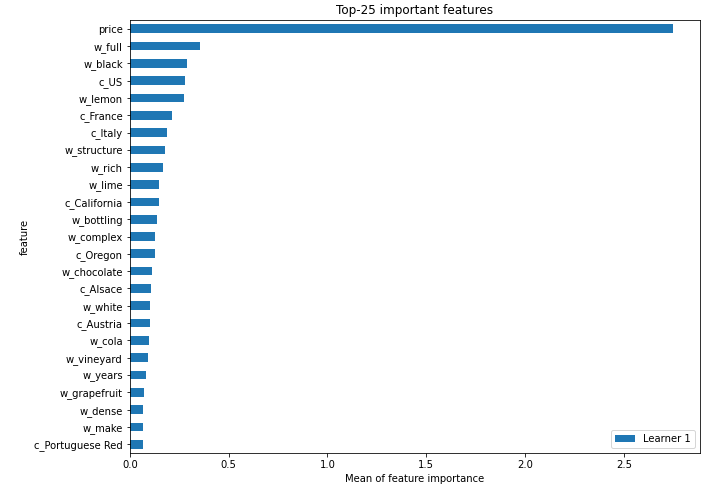 Top-25 important features
price
w_full
w_black
c_US
w_lemon
c_France
c_Italy
w_structure
w_rich
w_lime
c_California
w_bottling
w_complex
c_Oregon
w_chocolate
c_Alsace
w_white
c_Austria
w_cola
w_vineyard
w_years
w_grapefruit
w_dense
w_make
c_Portuguese Red
feature
Learner 1
0.0 0.5 1.0 1.5 2.0 2.5
Mean of feature importance